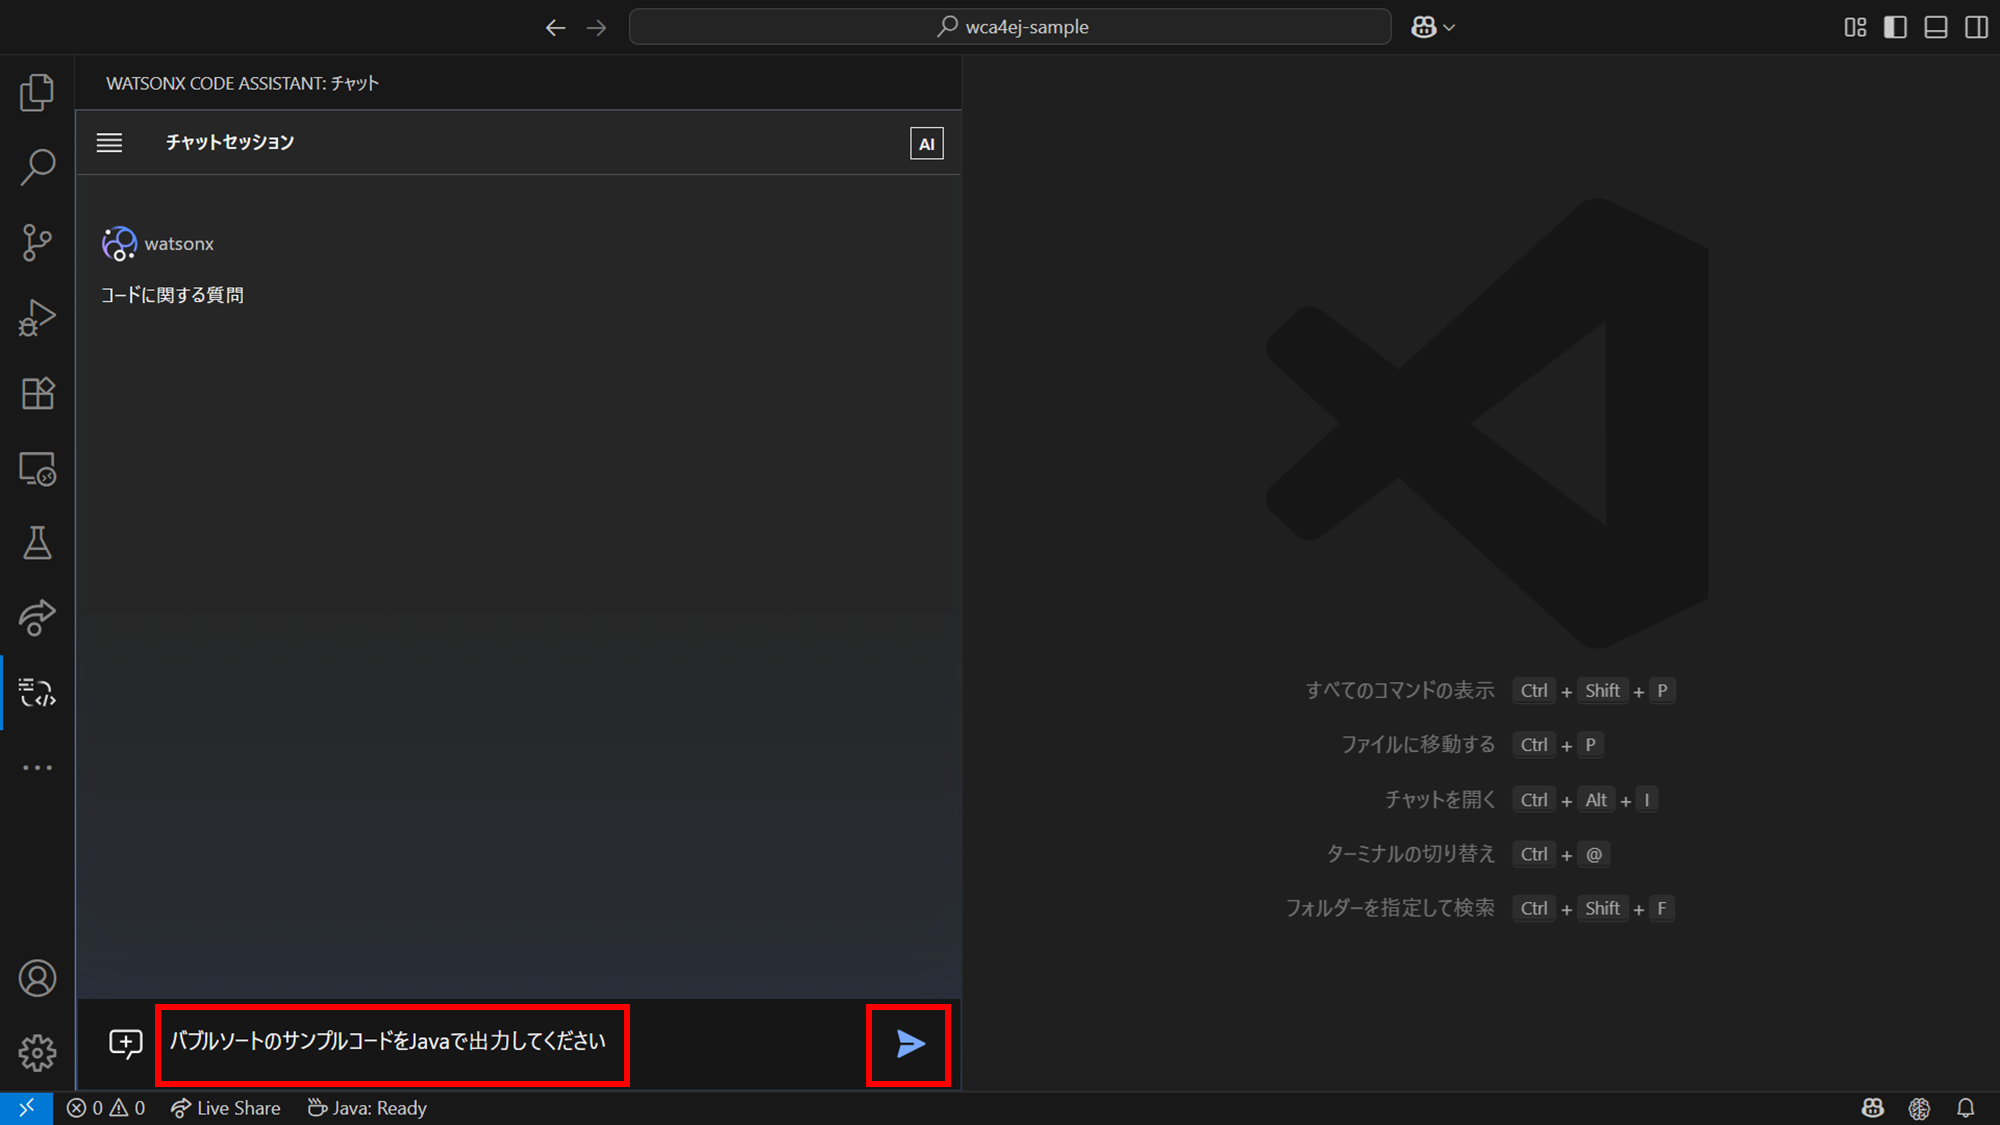 wca4ej-sample
WATSONX CODE ASSISTANT: チャット
チャットセッション
AI
watsonx
コードに関する質問
すべてのコマンドの表示 Ctrl + Shift + P
ファイルに移動する Ctrl + P
チャットを開く Ctrl + Alt + I
ターミナルの切り替え Ctrl + @
フォルダーを指定して検索 Ctrl + Shift + F
バブルソートのサンプルコードをJavaで出力してください
0 0 Live Share Java: Ready